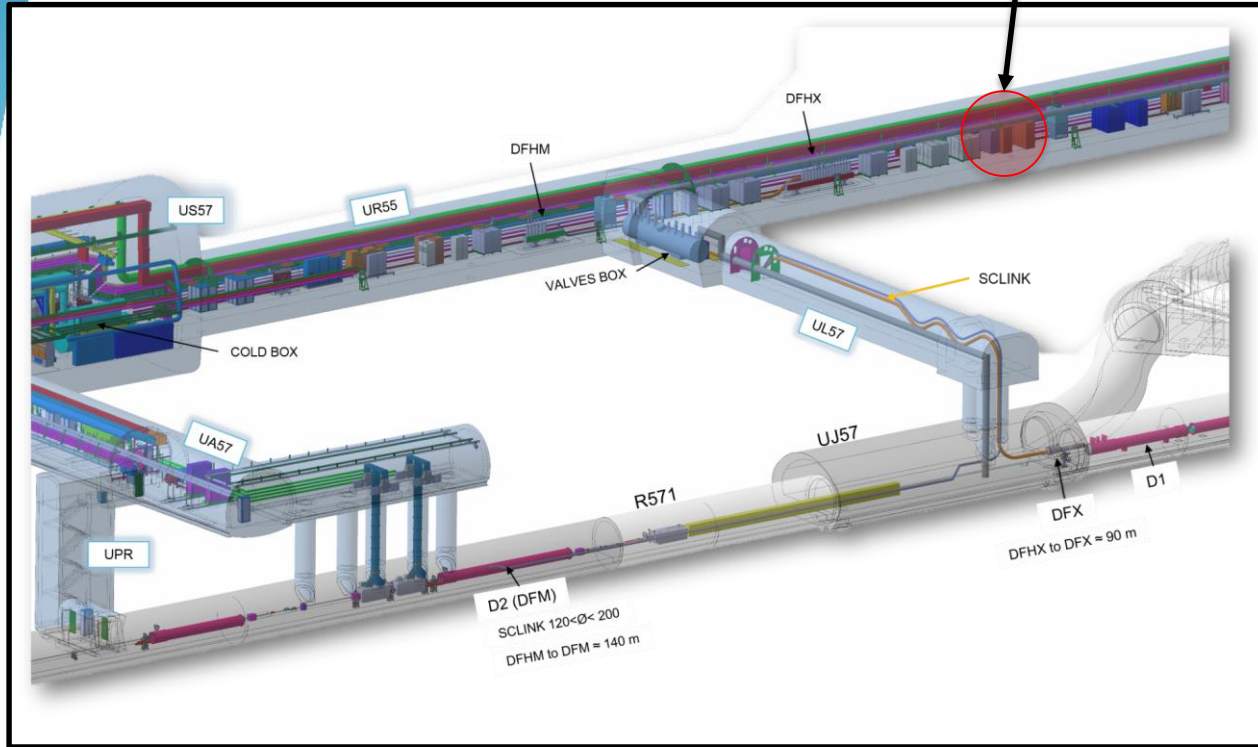 DFHX
DFHM
US57
UR55
VALVES BOX
SCLINK
UL57
COLD BOX
UA57
UJ57
R571
D1
DFX
DFHX to DFX ≈ 90 m
UPR
D2 (DFM)
SCLINK 120<Ø< 200
DFHM to DFM ≈ 140 m